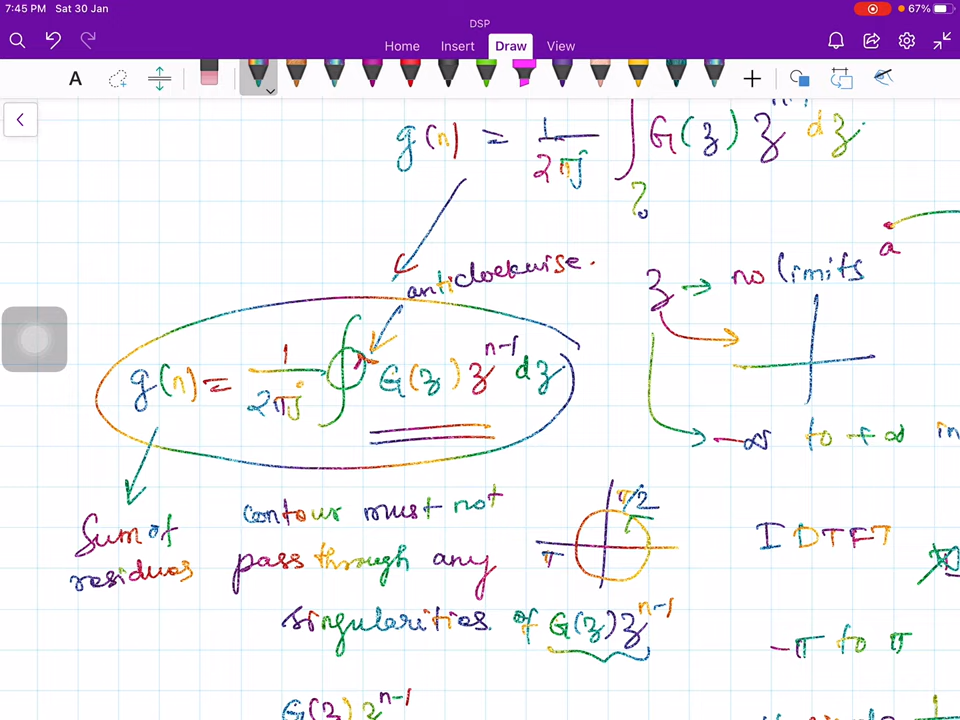 7:45 PM Sat 30 Jan
67%
DSP
Home Insert Draw View
A
g(n) = 1/2πj ∫ G(z) z^n-1 dz
?
a
anticlockwise.
z → no limits
g(n) = 1/2πj ∮ G(z) z^n-1 dz
-∞ to +∞ in
Sum of
residues
contour must not
pass through any
singularities of G(z) z^n-1
π/2
π
IDTFT
-π to π
G(z) z^n-1